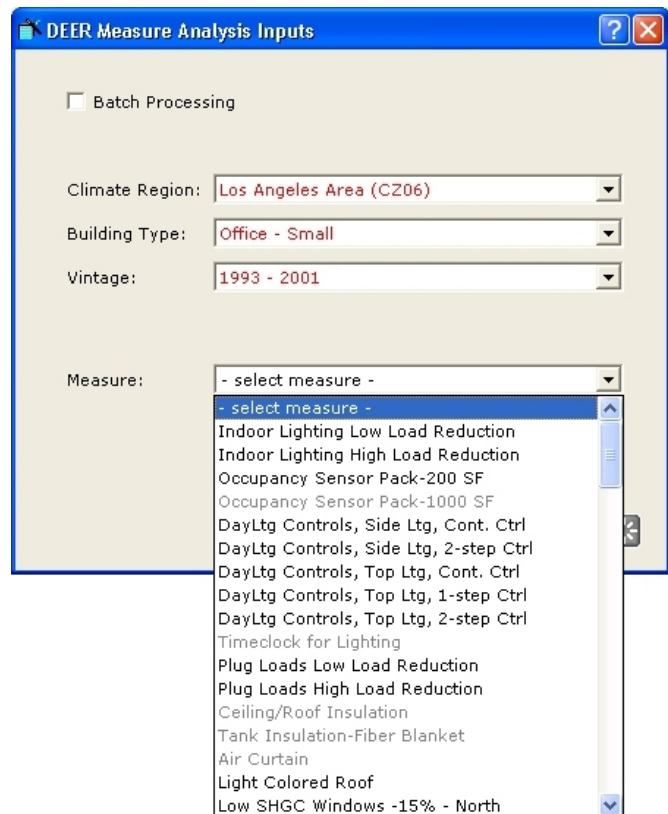 DEER Measure Analysis Inputs
Batch Processing
Climate Region: Los Angeles Area (CZ06)
Building Type: Office - Small
Vintage: 1993 - 2001
Measure: - select measure -
- select measure -
Indoor Lighting Low Load Reduction
Indoor Lighting High Load Reduction
Occupancy Sensor Pack-200 SF
Occupancy Sensor Pack-1000 SF
DayLtg Controls, Side Ltg, Cont. Ctrl
DayLtg Controls, Side Ltg, 2-step Ctrl
DayLtg Controls, Top Ltg, Cont. Ctrl
DayLtg Controls, Top Ltg, 1-step Ctrl
DayLtg Controls, Top Ltg, 2-step Ctrl
Timeclock for Lighting
Plug Loads Low Load Reduction
Plug Loads High Load Reduction
Ceiling/Roof Insulation
Tank Insulation-Fiber Blanket
Air Curtain
Light Colored Roof
Low SHGC Windows -15% - North